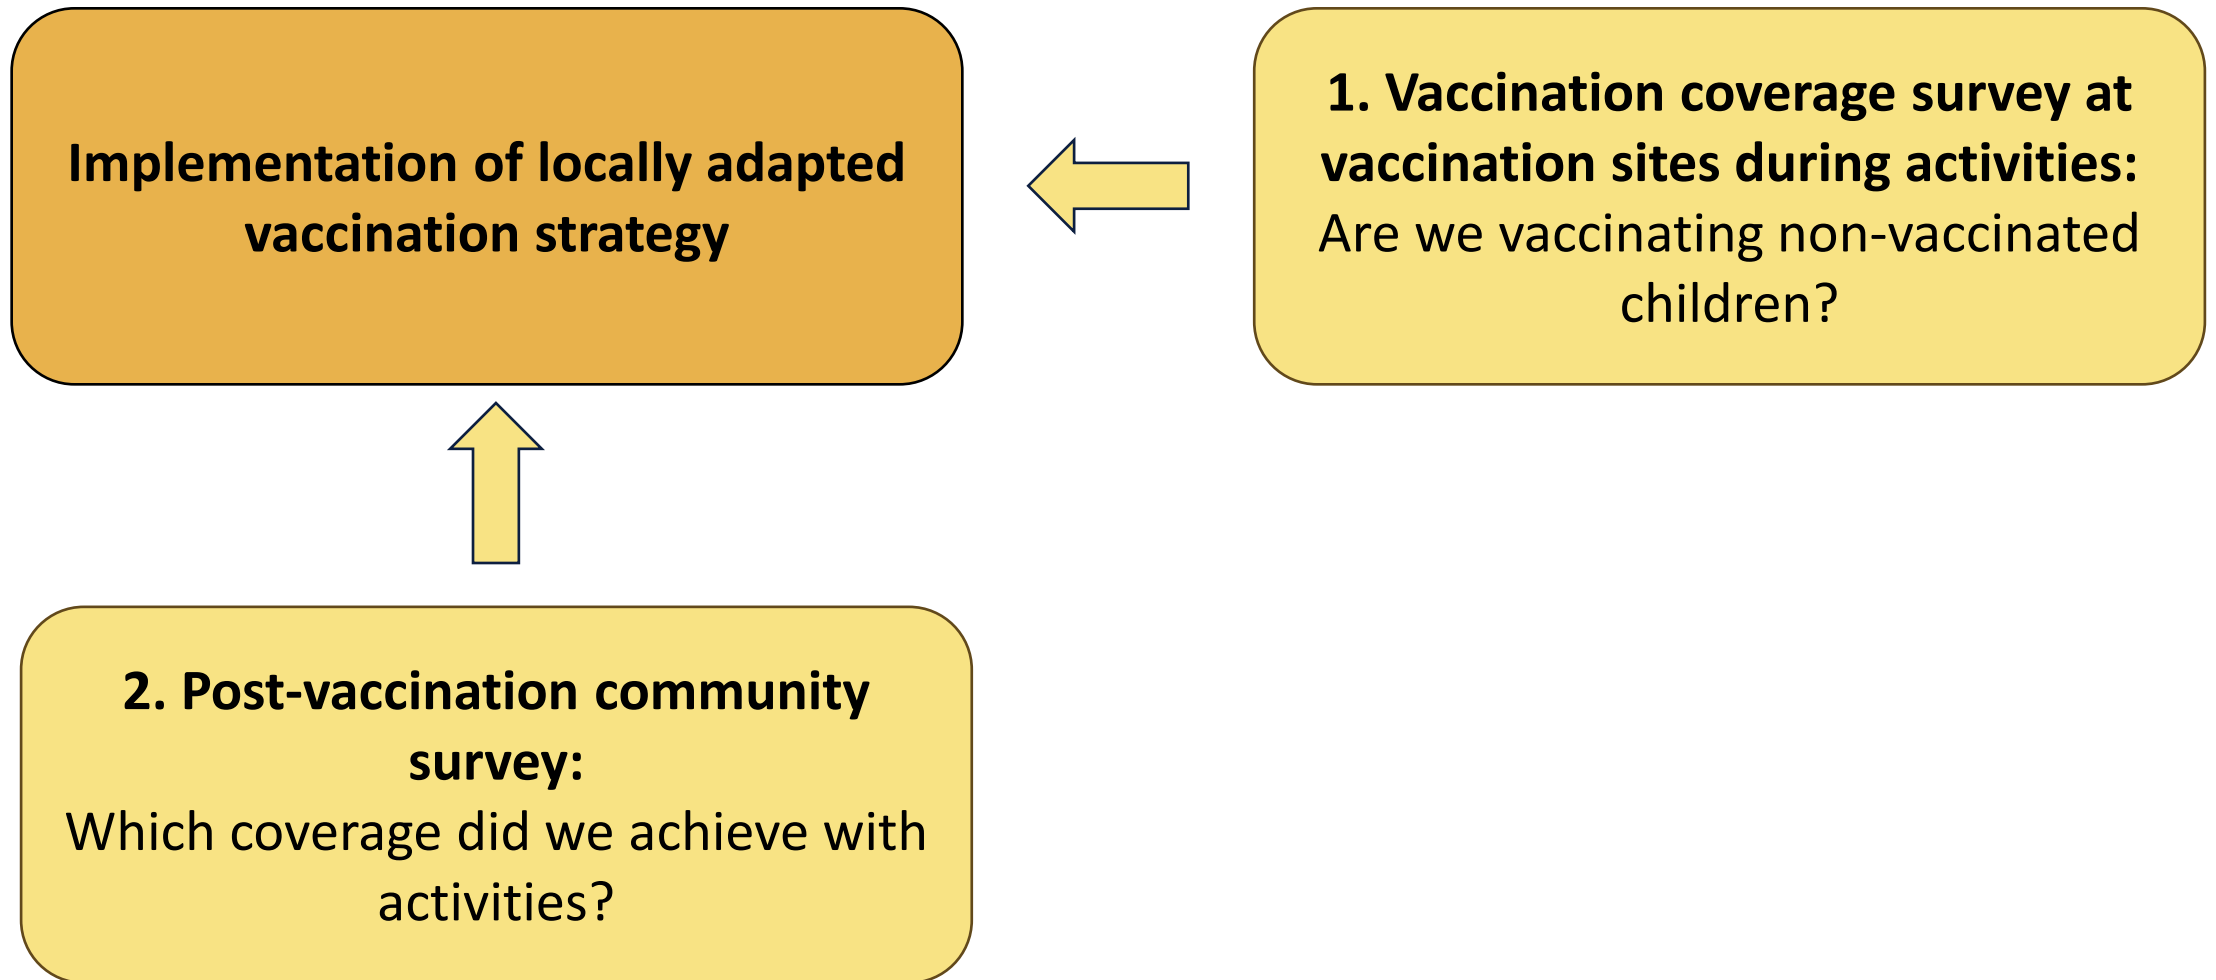 Implementation of locally adapted
vaccination strategy
1. Vaccination coverage survey at
vaccination sites during activities:
Are we vaccinating non-vaccinated
children?
2. Post-vaccination community
survey:
Which coverage did we achieve with
activities?